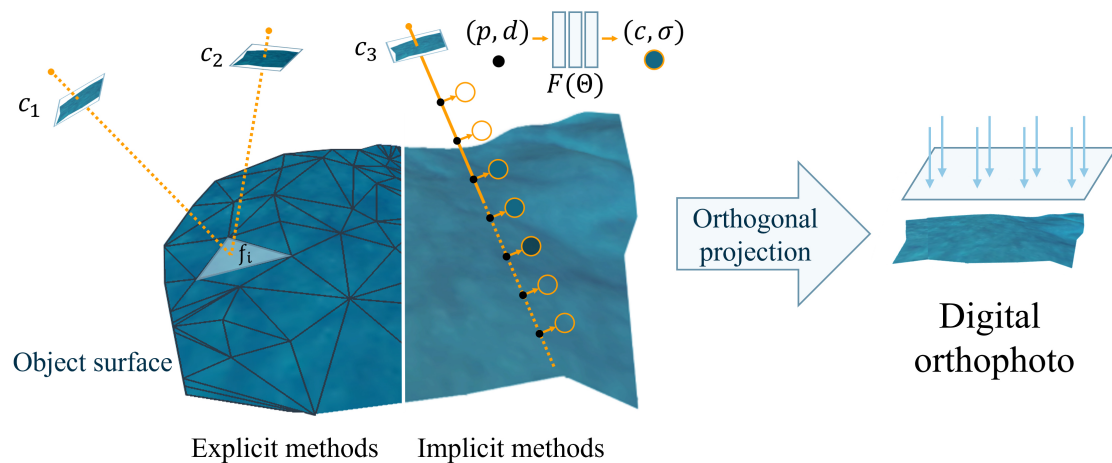 c₁
c₂
c₃
(p, d)
(c, σ)
F(Θ)
fᵢ
Object surface
Explicit methods
Implicit methods
Orthogonal
projection
Digital
orthophoto